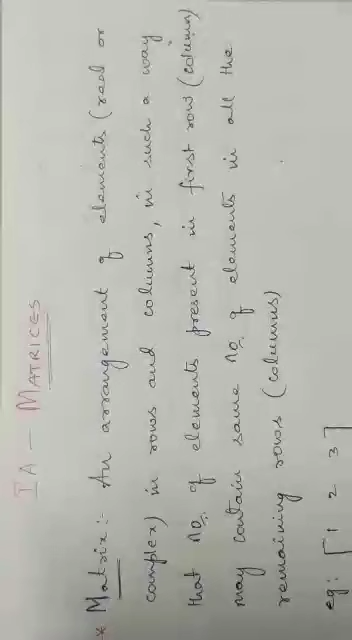 IA - MATRICES
* Matrix:- An arrangement of elements (real or
complex) in rows and columns, in such a way
that no. of elements present in first row (column)
may contain same no. of elements in all the
remaining rows (columns)
eg: [1 2 3]